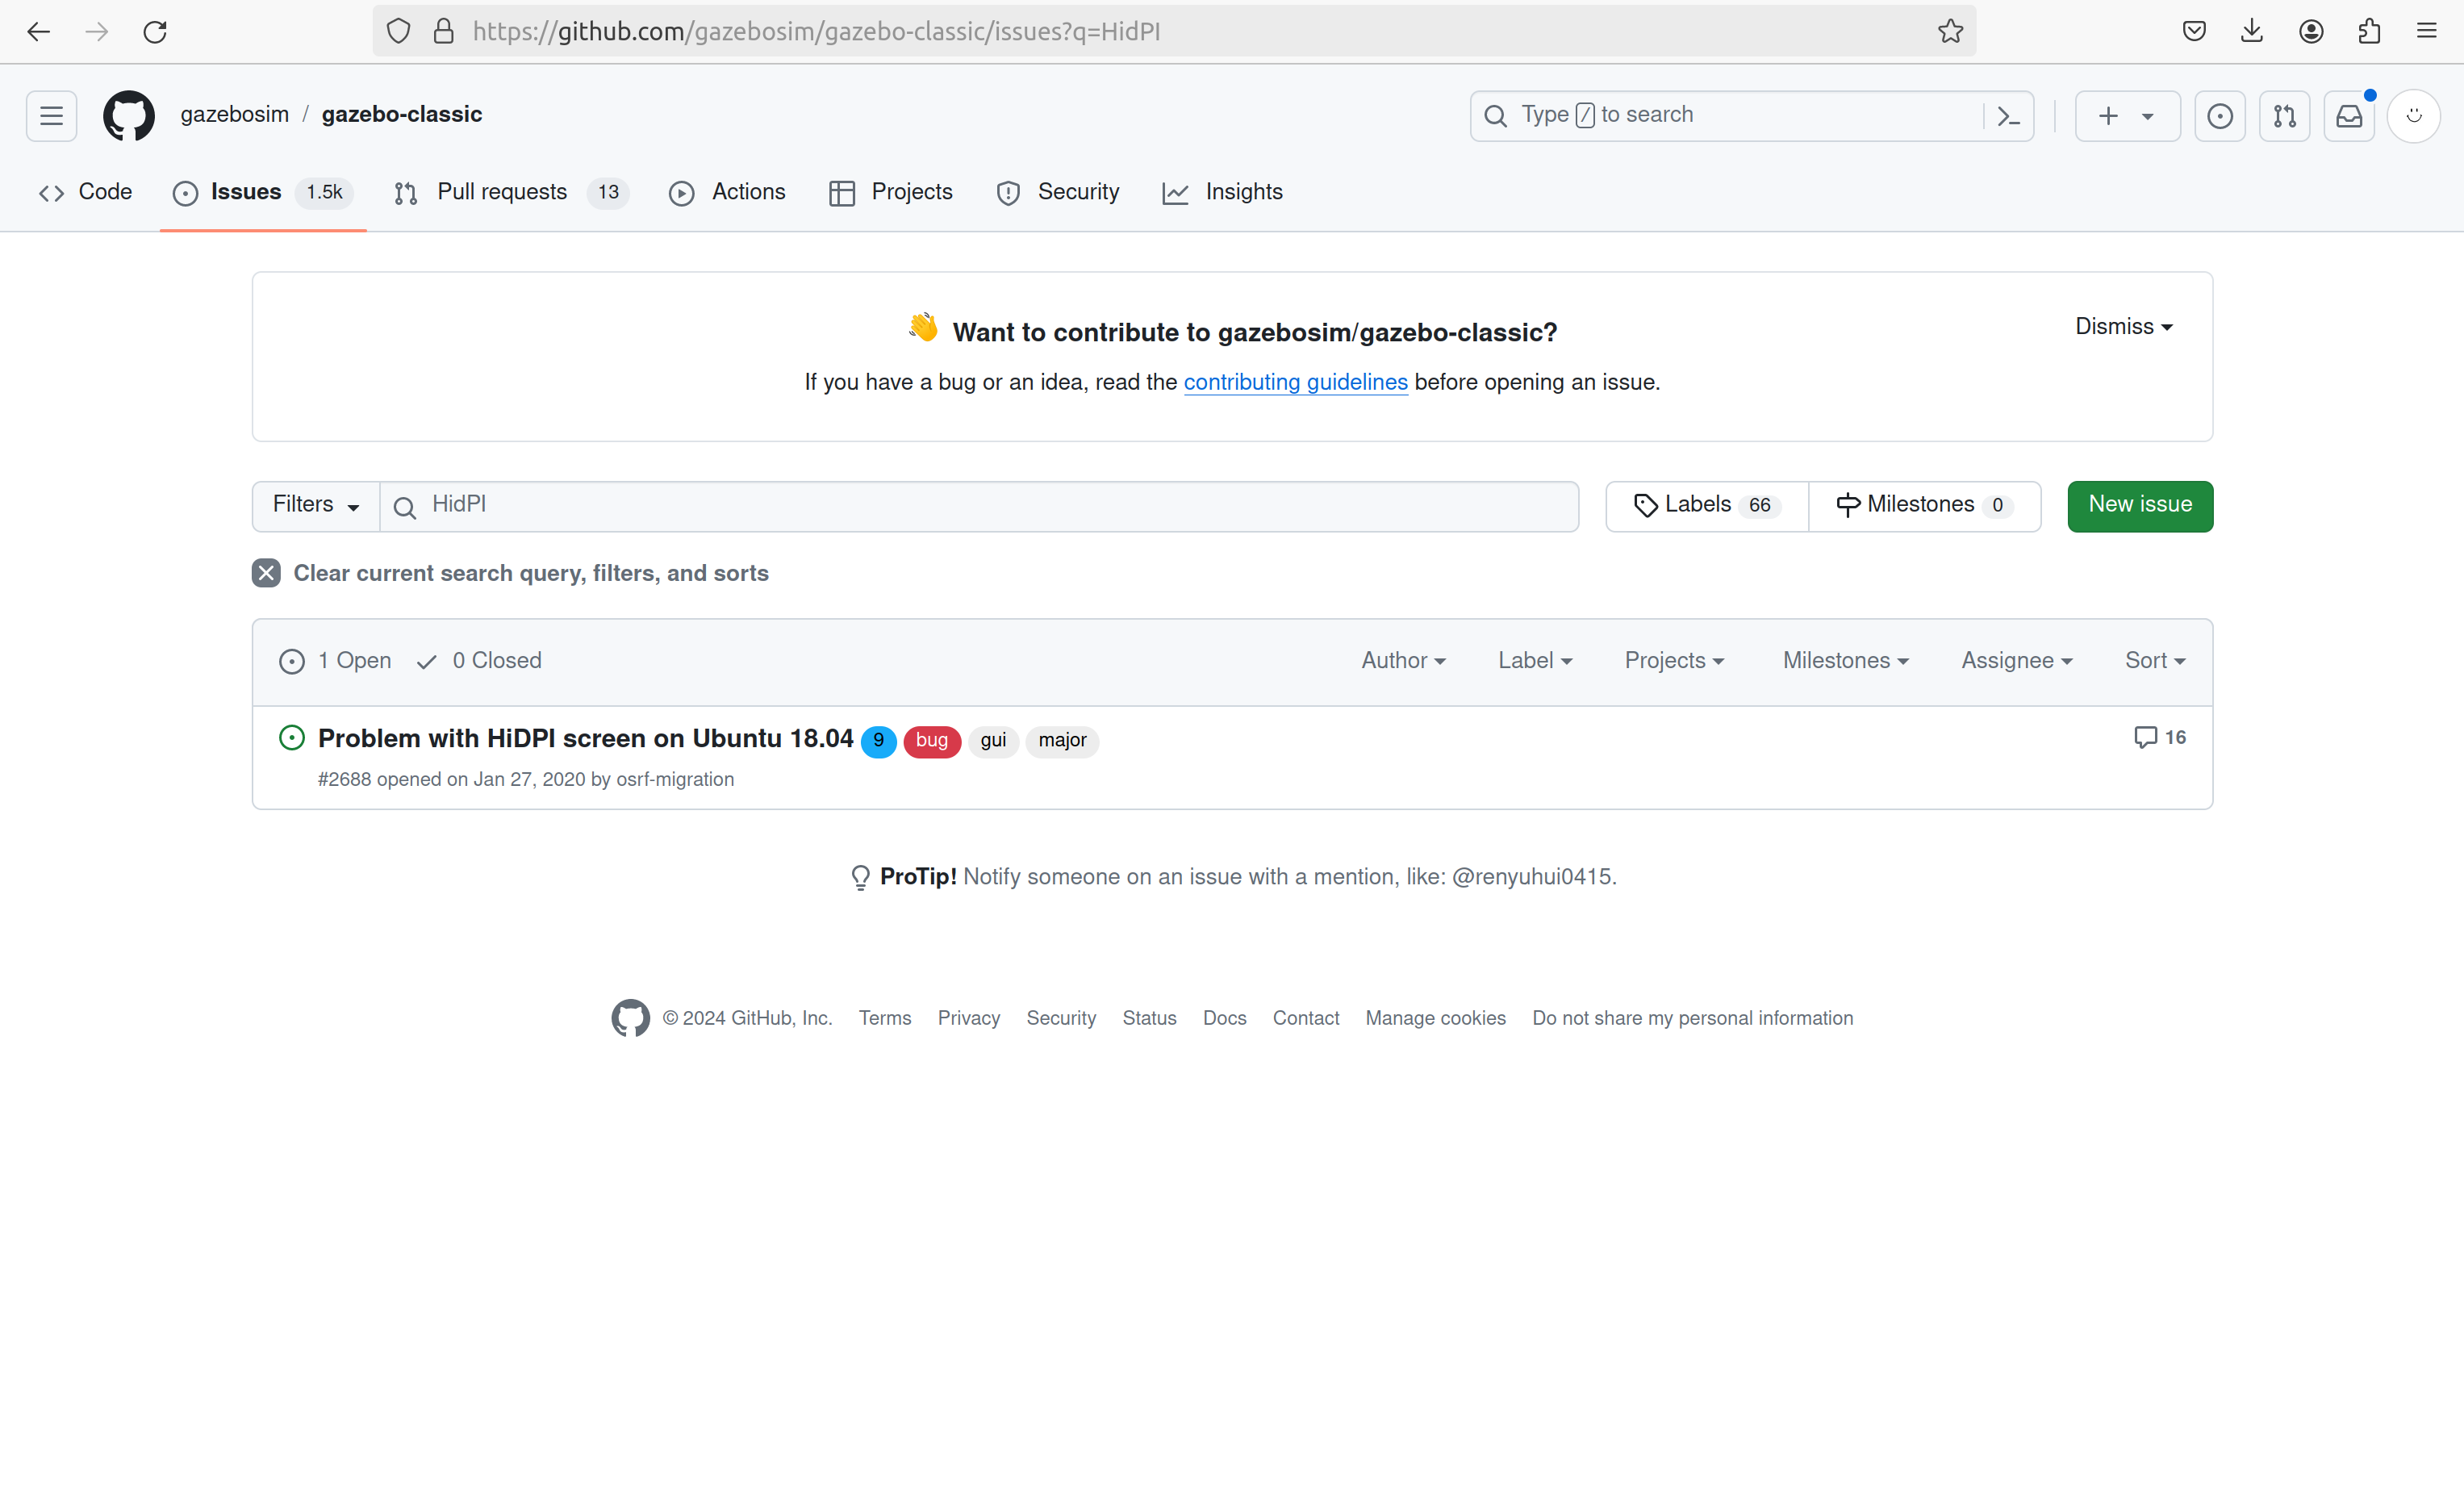 https://github.com/gazebosim/gazebo-classic/issues?q=HidPI
gazebosim / gazebo-classic
Type / to search
Code
Issues 1.5k
Pull requests 13
Actions
Projects
Security
Insights
👋 Want to contribute to gazebosim/gazebo-classic?
Dismiss
If you have a bug or an idea, read the contributing guidelines before opening an issue.
Filters
HidPI
Labels 66
Milestones 0
New issue
Clear current search query, filters, and sorts
1 Open
0 Closed
Author
Label
Projects
Milestones
Assignee
Sort
Problem with HiDPI screen on Ubuntu 18.04 9 bug gui major
16
#2688 opened on Jan 27, 2020 by osrf-migration
ProTip! Notify someone on an issue with a mention, like: @renyuhui0415.
© 2024 GitHub, Inc.
Terms
Privacy
Security
Status
Docs
Contact
Manage cookies
Do not share my personal information